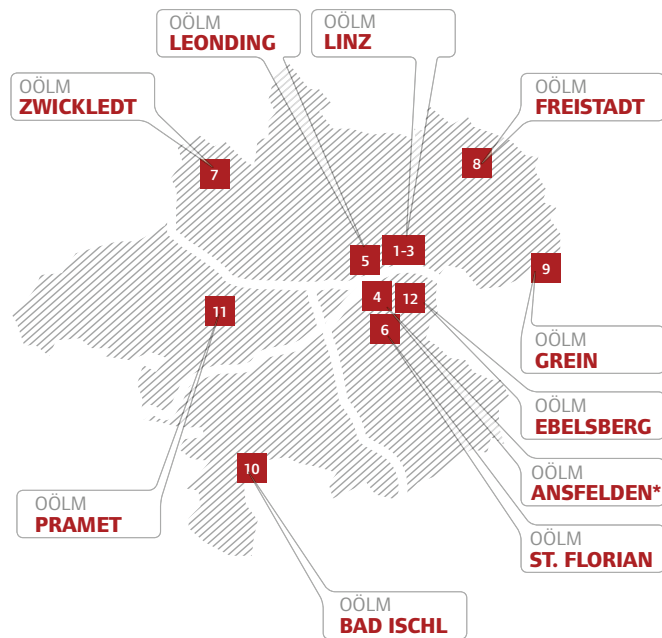 OÖLM
LEONDING
OÖLM
LINZ
OÖLM
ZWICKLEDT
OÖLM
FREISTADT
7
8
5
1-3
9
4
12
11
6
OÖLM
GREIN
OÖLM
EBELSBERG
10
OÖLM
ANSFELDEN*
OÖLM
PRAMET
OÖLM
ST. FLORIAN
OÖLM
BAD ISCHL